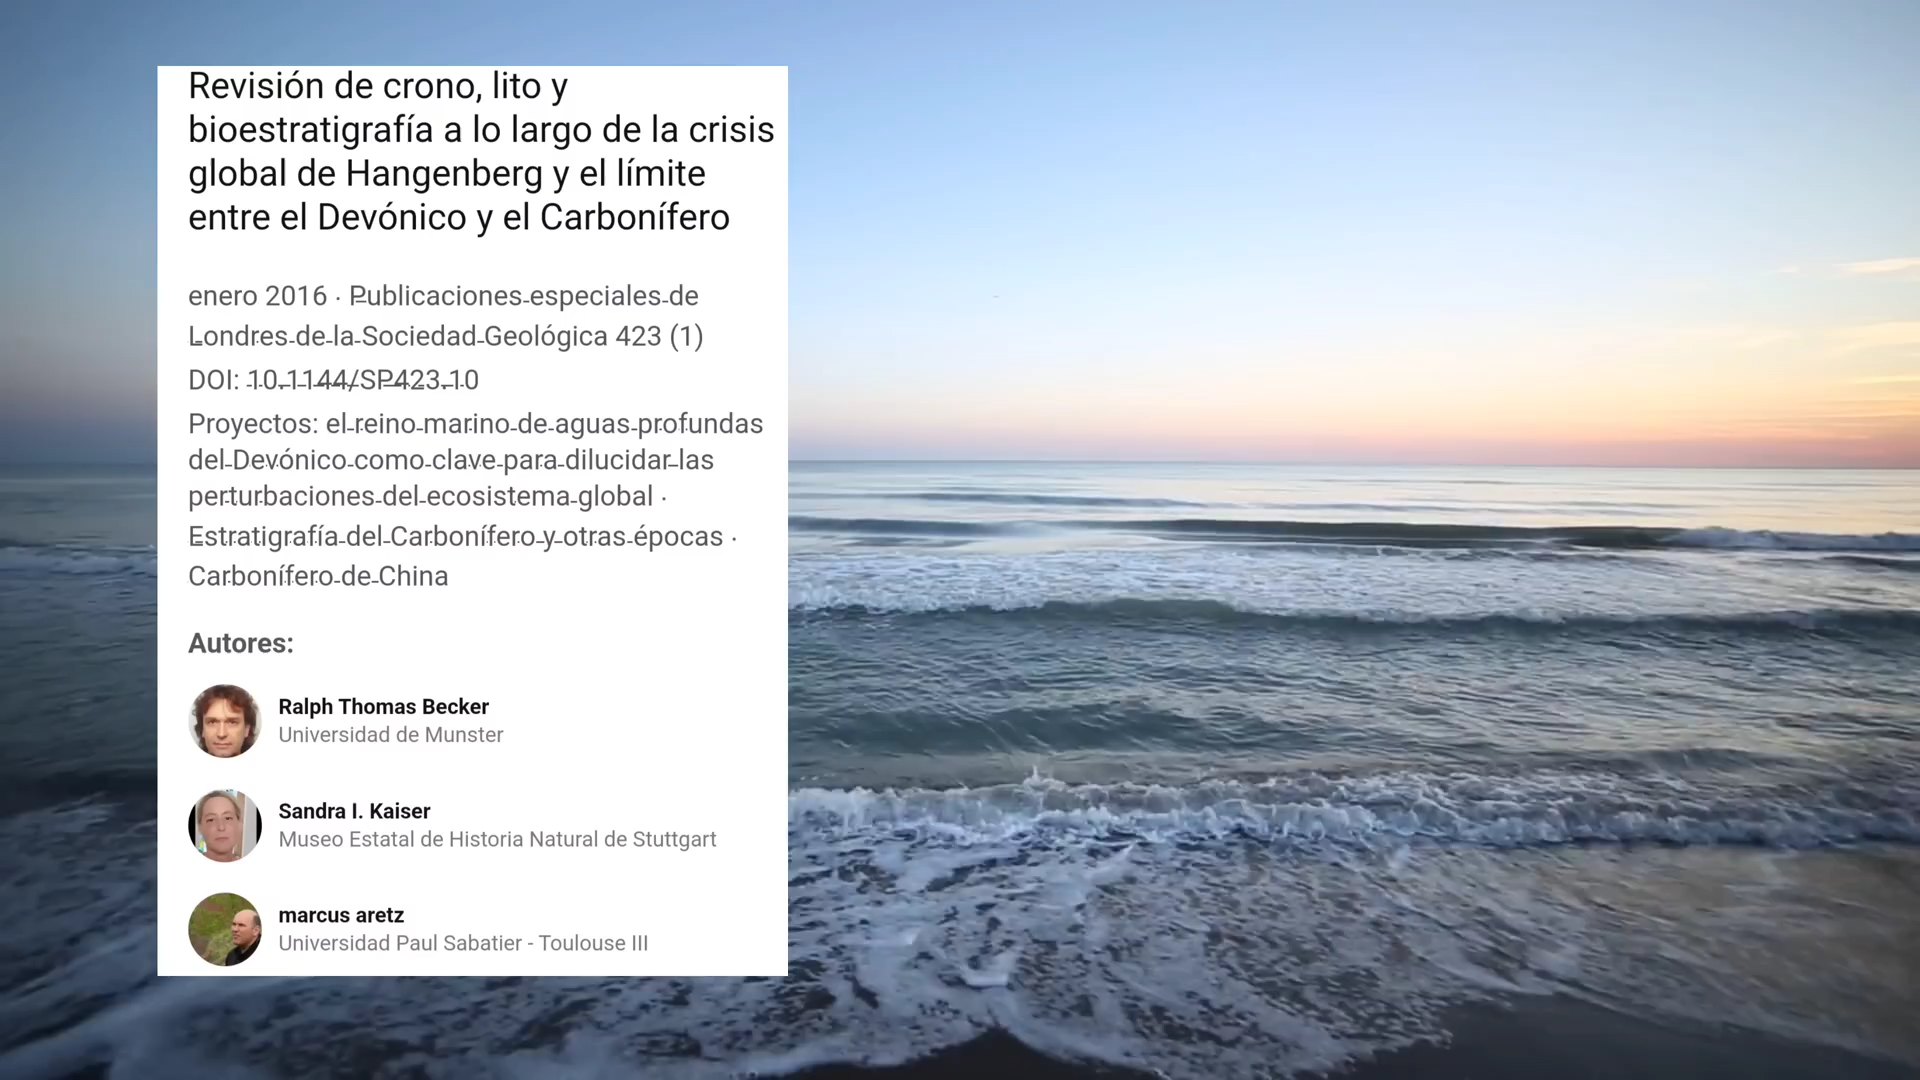 Revisión de crono, lito y
bioestratigrafía a lo largo de la crisis
global de Hangenberg y el límite
entre el Devónico y el Carbonífero
enero 2016 · Publicaciones especiales de
Londres de la Sociedad Geológica 423 (1)
DOI: 10.1144/SP423.10
Proyectos: el reino marino de aguas profundas
del Devónico como clave para dilucidar las
perturbaciones del ecosistema global ·
Estratigrafía del Carbonífero y otras épocas ·
Carbonífero de China
Autores:
Ralph Thomas Becker
Universidad de Munster
Sandra I. Kaiser
Museo Estatal de Historia Natural de Stuttgart
marcus aretz
Universidad Paul Sabatier - Toulouse III